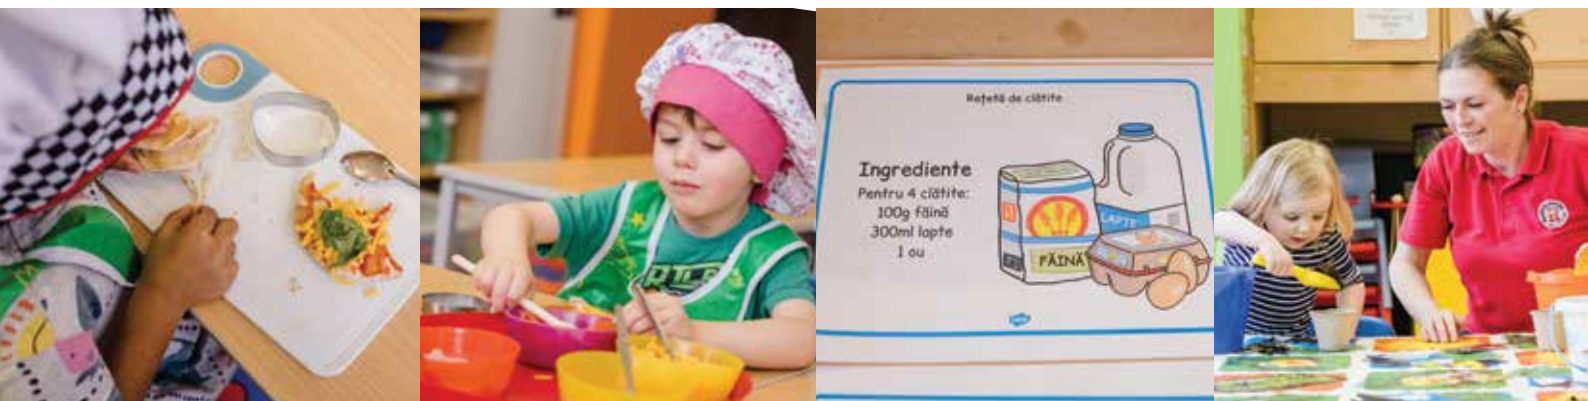 Rețetă de clătite
Ingrediente
Pentru 4 clătite:
100g făină
300ml lapte
1 ou
LAPTE
FĂINĂ